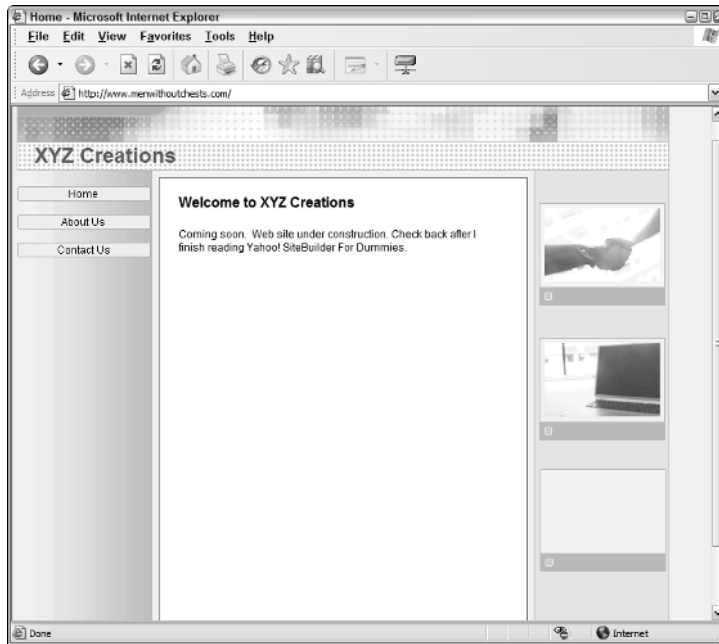 Home - Microsoft Internet Explorer
File Edit View Favorites Tools Help
Address http://www.menwithoutchests.com/
XYZ Creations
Home
About Us
Contact Us
Welcome to XYZ Creations
Coming soon. Web site under construction. Check back after I
finish reading Yahoo! SiteBuilder For Dummies.
Done
Internet